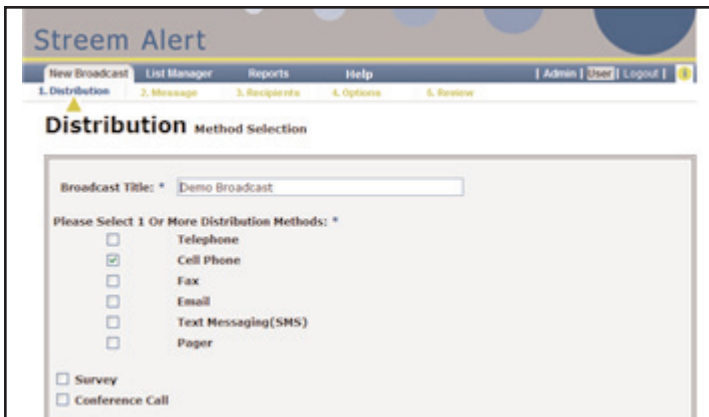 Streem Alert
New Broadcast List Manager Reports Help | Admin | User | Logout |
1. Distribution 2. Message 3. Recipients 4. Options 5. Review
Distribution Method Selection
Broadcast Title: * Demo Broadcast
Please Select 1 Or More Distribution Methods: *
Telephone
Cell Phone
Fax
Email
Text Messaging(SMS)
Pager
Survey
Conference Call